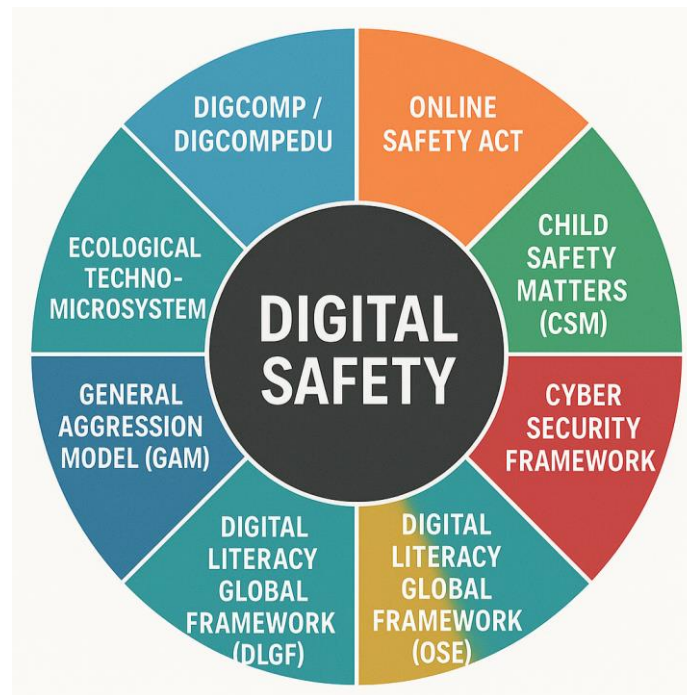 DIGCOMP /
DIGCOMPEDU
ONLINE
SAFETY ACT
CHILD
SAFETY
MATTERS
(CSM)
CYBER
SECURITY
FRAMEWORK
DIGITAL
LITERACY
GLOBAL
FRAMEWORK
(OSE)
DIGITAL
LITERACY
GLOBAL
FRAMEWORK
(DLGF)
GENERAL
AGGRESSION
MODEL (GAM)
ECOLOGICAL
TECHNO-
MICROSYSTEM
DIGITAL
SAFETY